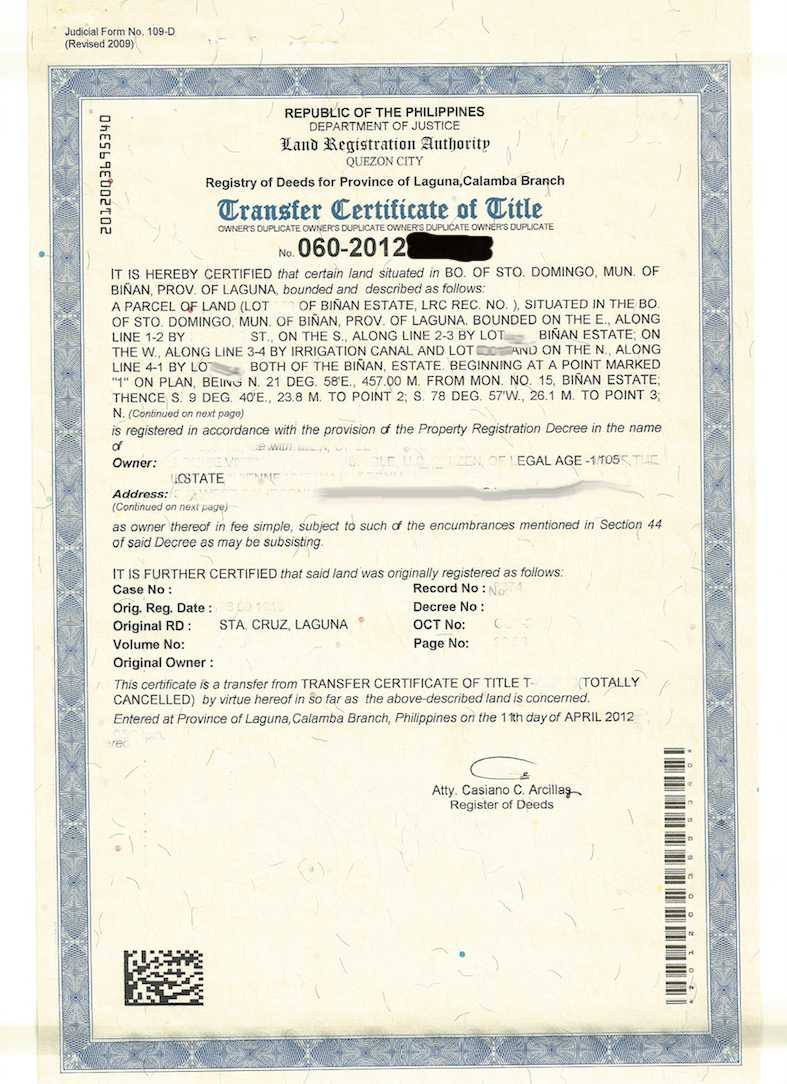 Judicial Form No. 109-D
(Revised 2009)
REPUBLIC OF THE PHILIPPINES
DEPARTMENT OF JUSTICE
Land Registration Authority
QUEZON CITY
Registry of Deeds for Province of Laguna,Calamba Branch
Transfer Certificate of Title
OWNER'S DUPLICATE OWNER'S DUPLICATE OWNER'S DUPLICATE OWNER'S DUPLICATE
No. 060-2012
IT IS HEREBY CERTIFIED that certain land situated in BO. OF STO. DOMINGO, MUN. OF
BIÑAN, PROV. OF LAGUNA, bounded and described as follows:
A PARCEL OF LAND (LOT OF BIÑAN ESTATE, LRC REC. NO. ), SITUATED IN THE BO.
OF STO. DOMINGO, MUN. OF BIÑAN, PROV. OF LAGUNA. BOUNDED ON THE E., ALONG
LINE 1-2 BY ST., ON THE S., ALONG LINE 2-3 BY LOT BIÑAN ESTATE; ON
THE W., ALONG LINE 3-4 BY IRRIGATION CANAL AND LOT AND ON THE N., ALONG
LINE 4-1 BY LOT BOTH OF THE BIÑAN, ESTATE. BEGINNING AT A POINT MARKED
"1" ON PLAN, BEING N. 21 DEG. 58'E., 457.00 M. FROM MON. NO. 15, BIÑAN ESTATE;
THENCE S. 9 DEG. 40'E., 23.8 M. TO POINT 2; S. 78 DEG. 57'W., 26.1 M. TO POINT 3;
N. (Continued on next page)
is registered in accordance with the provision of the Property Registration Decree in the name
of
Owner: OF LEGAL AGE -1/105 THE
ESTATE
Address:
(Continued on next page)
as owner thereof in fee simple, subject to such of the encumbrances mentioned in Section 44
of said Decree as may be subsisting.
IT IS FURTHER CERTIFIED that said land was originally registered as follows:
Case No : Record No : No
Orig. Reg. Date : Decree No :
Original RD : STA. CRUZ, LAGUNA OCT No:
Volume No: Page No:
Original Owner :
This certificate is a transfer from TRANSFER CERTIFICATE OF TITLE T- (TOTALLY
CANCELLED) by virtue hereof in so far as the above-described land is concerned.
Entered at Province of Laguna,Calamba Branch, Philippines on the 11th day of APRIL 2012
Atty. Casiano C. Arcillas
Register of Deeds